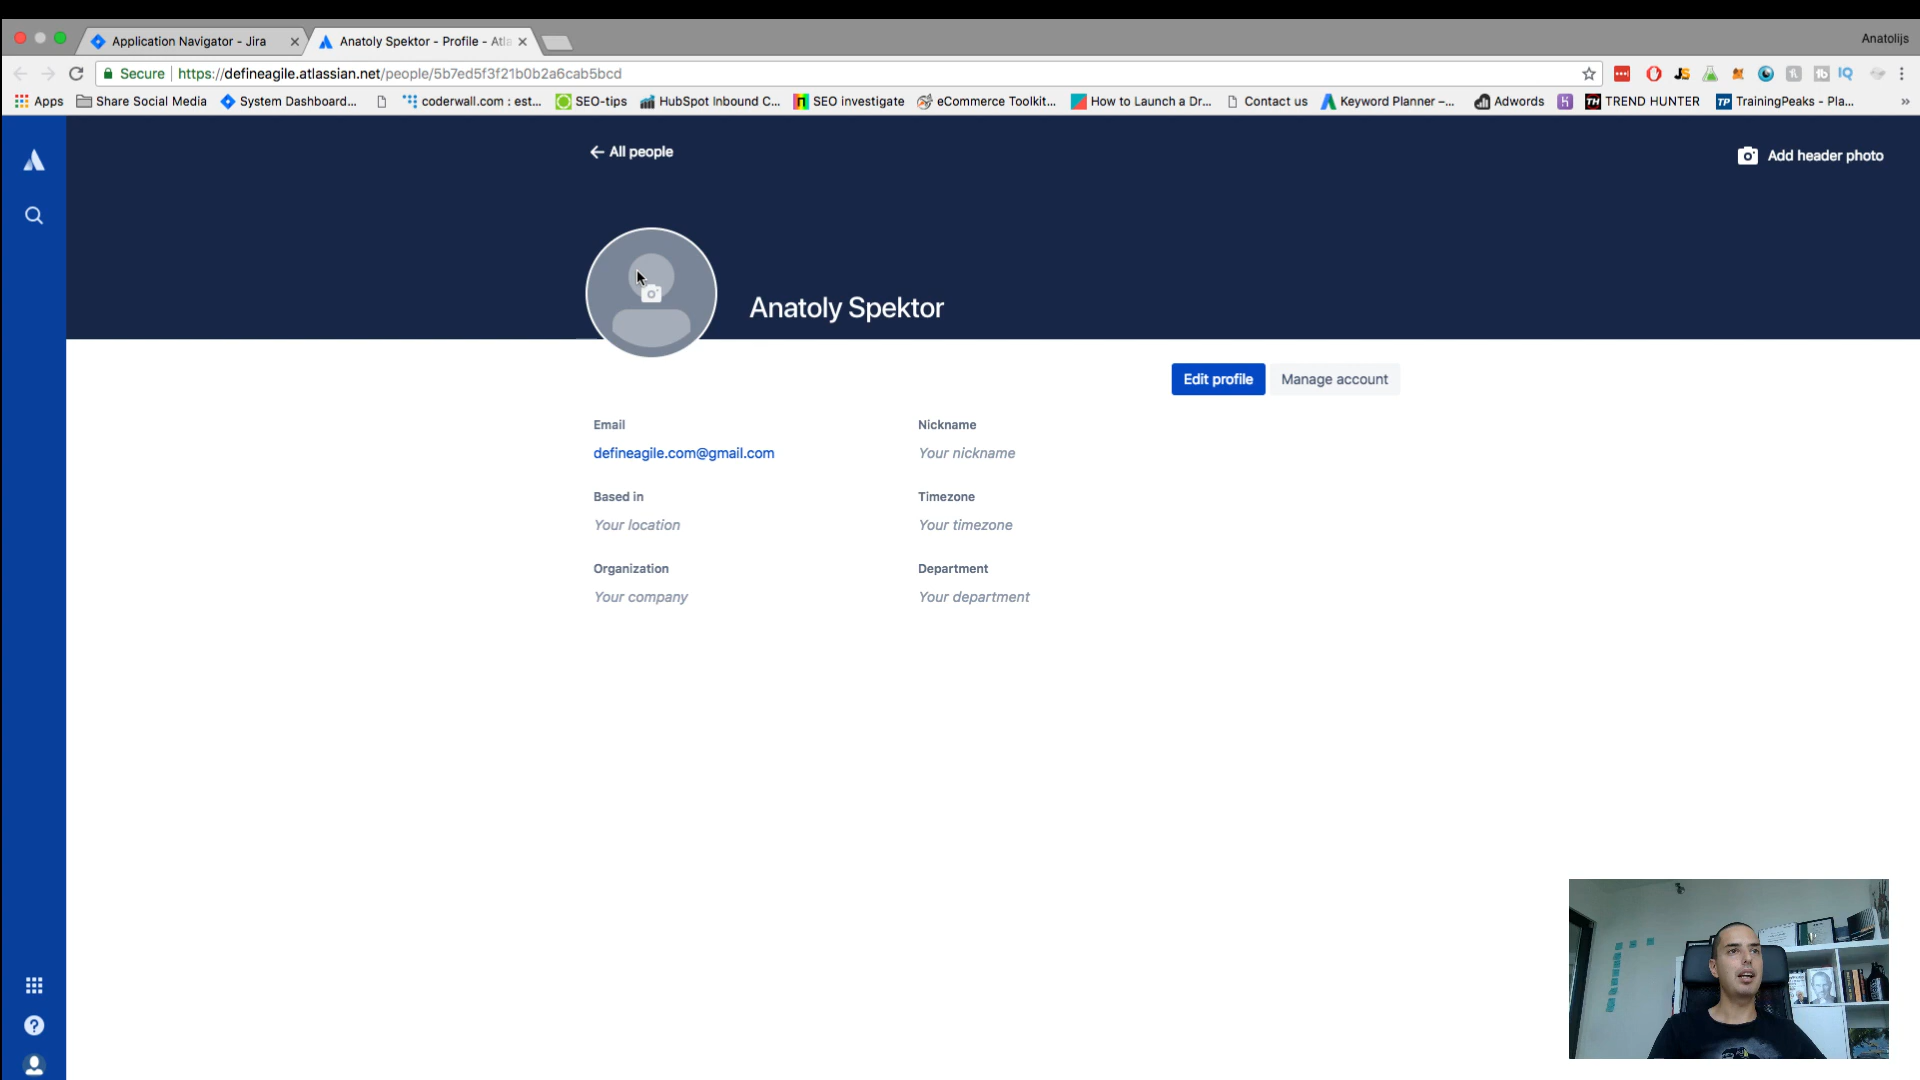 Application Navigator - Jira
Anatoly Spektor - Profile - Atla
Anatolijs
Secure https://defineagile.atlassian.net/people/5b7ed5f3f21b0b2a6cab5bcd
Apps Share Social Media System Dashboard... coderwall.com : est... SEO-tips HubSpot Inbound C... SEO investigate eCommerce Toolkit... How to Launch a Dr... Contact us Keyword Planner –... Adwords TH TREND HUNTER TP TrainingPeaks - Pla... »
← All people
Add header photo
Anatoly Spektor
Edit profile
Manage account
Email
Nickname
defineagile.com@gmail.com
Your nickname
Based in
Timezone
Your location
Your timezone
Organization
Department
Your company
Your department